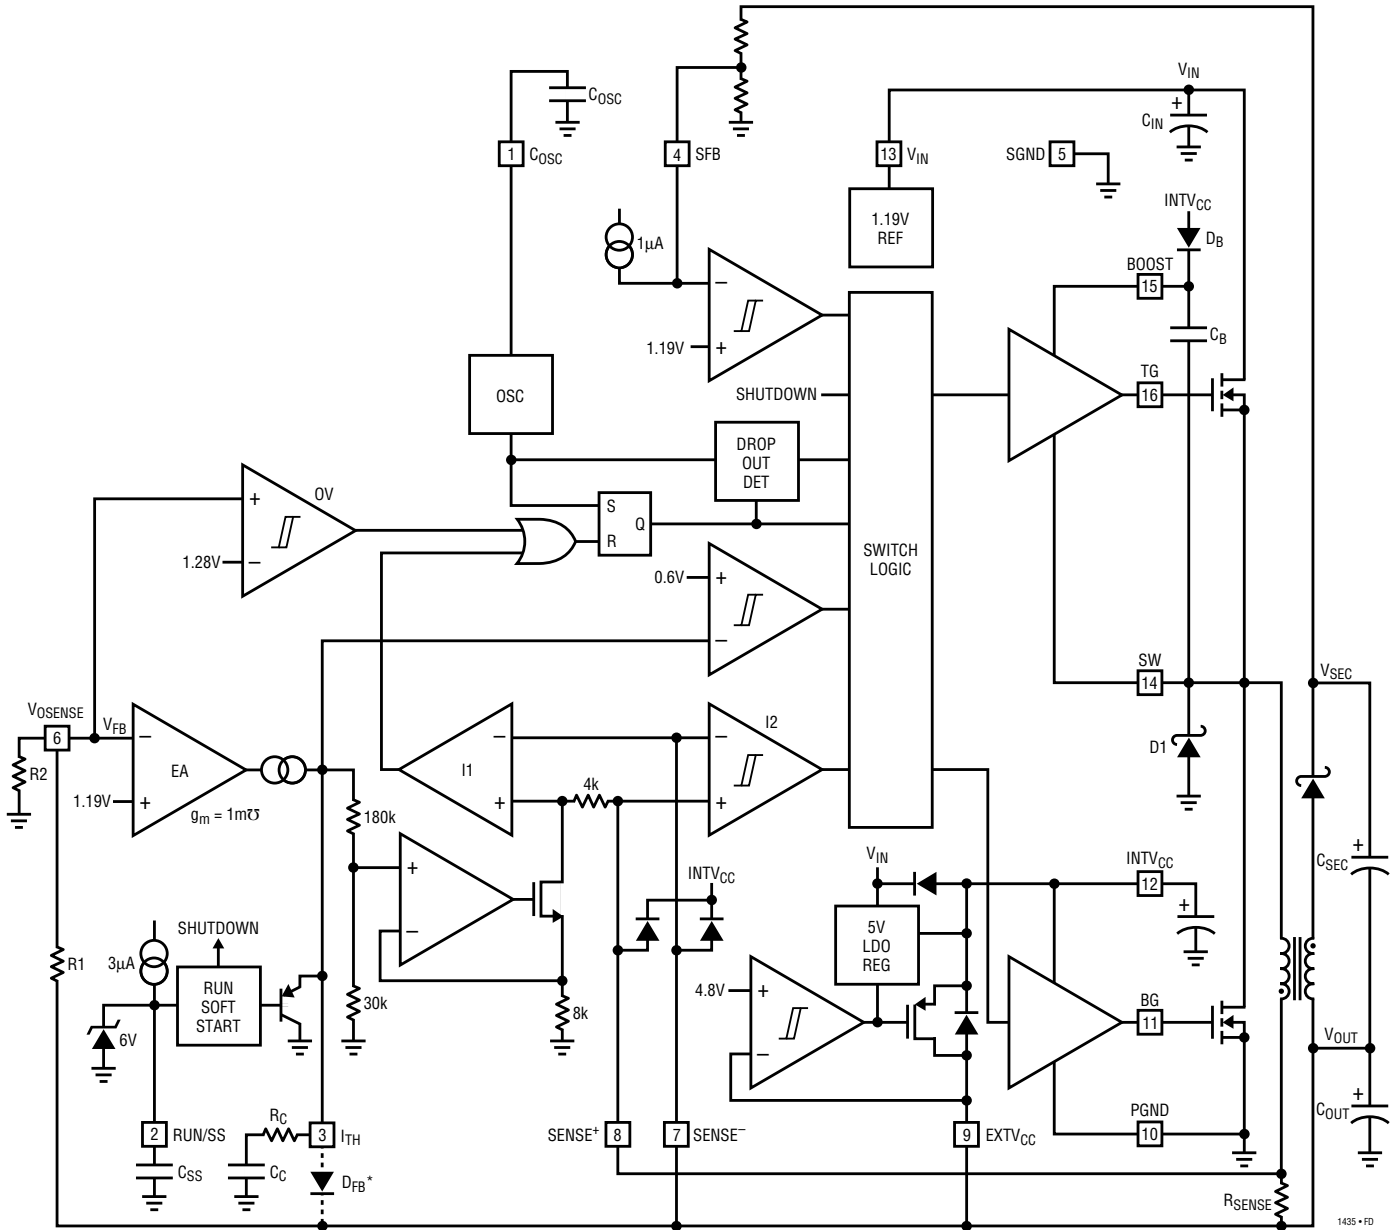 COSC
1 COSC
4 SFB
VIN
+
CIN
13 VIN
SGND 5
1.19V
REF
1µA
INTVCC
DB
BOOST
15
CB
−
1.19V +
TG
16
OSC
SHUTDOWN
DROP
OUT
DET
OV
+
1.28V −
S
Q
R
SWITCH
LOGIC
0.6V +
−
SW
14
VSEC
VOSENSE
6
VFB
R2
−
EA
1.19V +
gm = 1m℧
−
I1
+
4k
−
I2
+
D1
180k
+
−
INTVCC
VIN
INTVCC
12
+
+
CSEC
5V
LDO
REG
R1
SHUTDOWN
3µA
RUN
SOFT
START
6V
30k
8k
4.8V +
−
BG
11
VOUT
+
COUT
RC
2 RUN/SS
3 ITH
CSS
CC
DFB*
SENSE+ 8
7 SENSE−
9 EXTVCC
PGND
10
RSENSE
1435 • FD